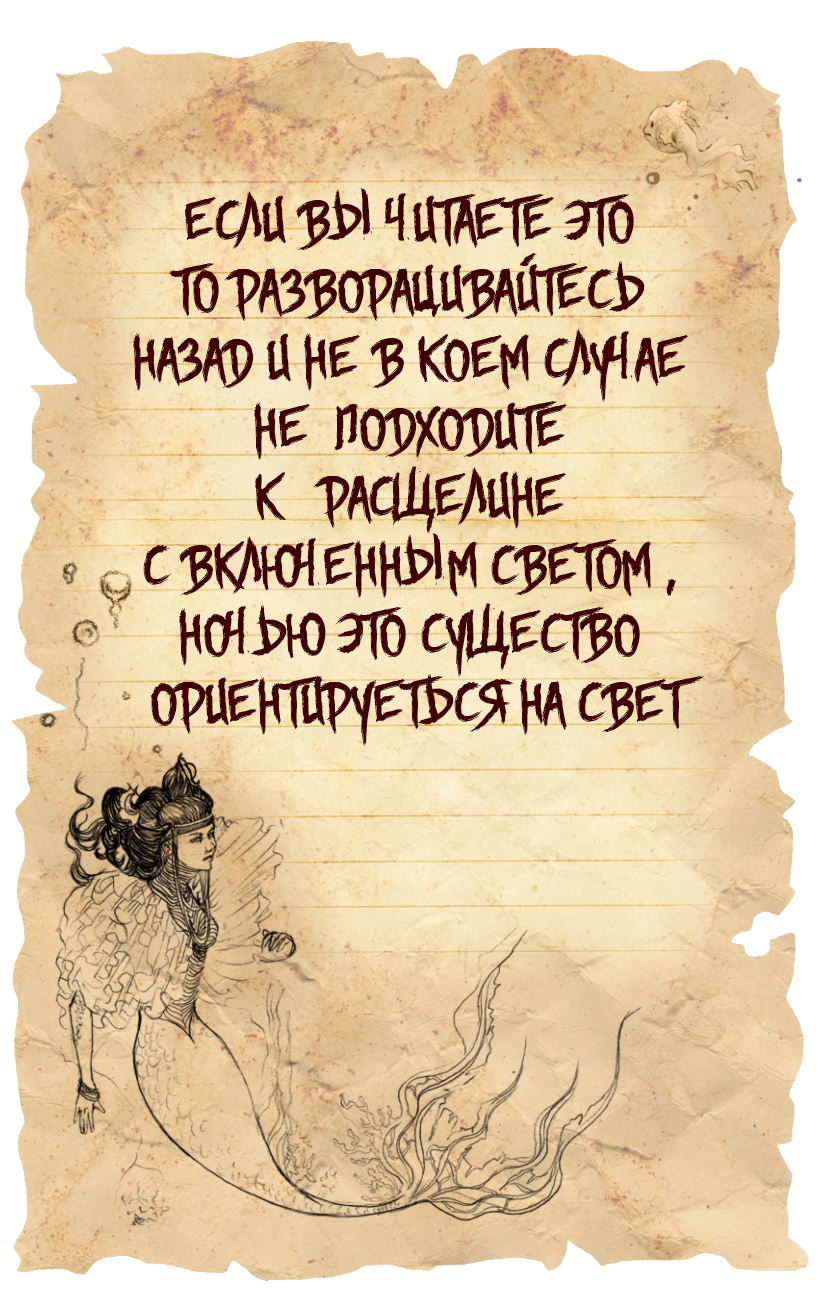 ЕСЛИ ВЫ ЧИТАЕТЕ ЭТО
ТО РАЗВОРАЦИВАЙТЕСЬ
НАЗАД И НЕ В КОЕМ СЛУЧАЕ
НЕ ПОДХОДИТЕ
К РАСЩЕЛИНЕ
С ВКЛЮЧЕННЫМ СВЕТОМ ,
НОЧЬЮ ЭТО СУЩЕСТВО
ОРИЕНТИРУЕТЬСЯ НА СВЕТ